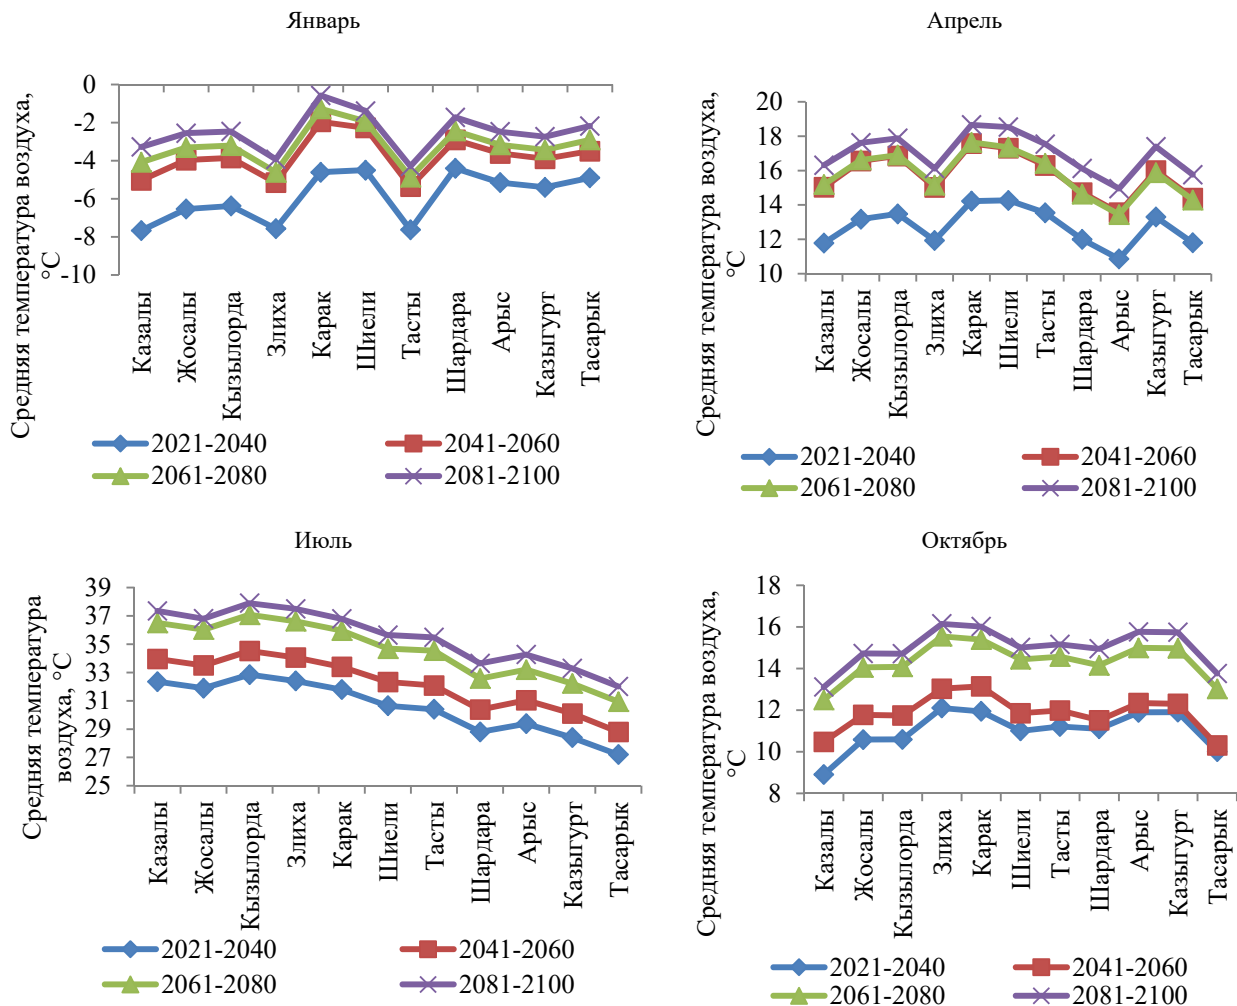 Январь
Средняя температура воздуха,
°С
0
-2
-4
-6
-8
-10
Казалы
Жосалы
Кызылорда
Злиха
Карак
Шиели
Тасты
Шардара
Арыс
Казыгурт
Тасарык
2021-2040
2041-2060
2061-2080
2081-2100
Апрель
Средняя температура воздуха,
°С
20
18
16
14
12
10
Казалы
Жосалы
Кызылорда
Злиха
Карак
Шиели
Тасты
Шардара
Арыс
Казыгурт
Тасарык
2021-2040
2041-2060
2061-2080
2081-2100
Июль
Средняя температура
воздуха, °С
39
37
35
33
31
29
27
25
Казалы
Жосалы
Кызылорда
Злиха
Карак
Шиели
Тасты
Шардара
Арыс
Казыгурт
Тасарык
2021-2040
2041-2060
2061-2080
2081-2100
Октябрь
Средняя температура воздуха,
°С
18
16
14
12
10
8
Казалы
Жосалы
Кызылорда
Злиха
Карак
Шиели
Тасты
Шардара
Арыс
Казыгурт
Тасарык
2021-2040
2041-2060
2061-2080
2081-2100